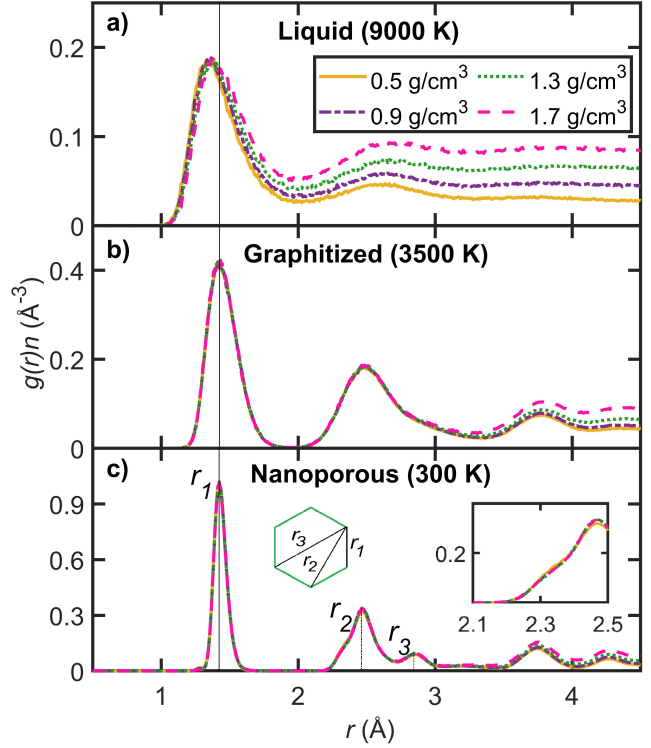 a) Liquid (9000 K)
0.5 g/cm³ 1.3 g/cm³
0.9 g/cm³ 1.7 g/cm³
0.2
0.1
0
b) Graphitized (3500 K)
0.4
0.2
0
g(r)n (Å⁻³)
c) Nanoporous (300 K)
r₁
r₃
r₂
r₁
r₂
r₃
0.9
0.6
0.3
0
0.2
2.1 2.3 2.5
1 2 3 4
r (Å)